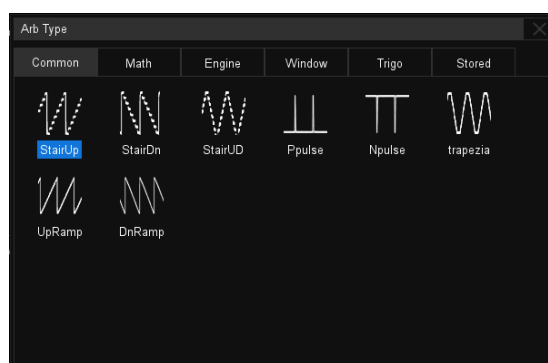 Arb Type
Common Math Engine Window Trigo Stored
StairUp StairDn StairUD Ppulse Npulse trapezia
UpRamp DnRamp